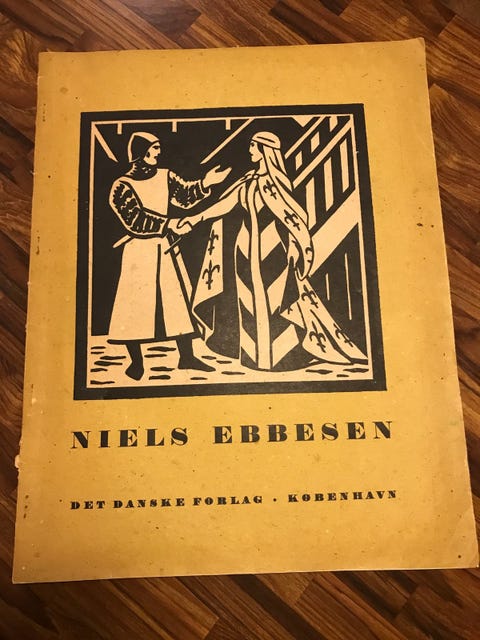 NIELS EBBESEN
DET DANSKE FORLAG · KØBENHAVN